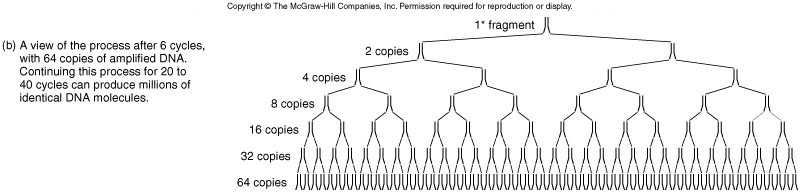 Copyright © The McGraw-Hill Companies, Inc. Permission required for reproduction or display.
1* fragment
(b) A view of the process after 6 cycles,
with 64 copies of amplified DNA.
Continuing this process for 20 to
40 cycles can produce millions of
identical DNA molecules.
2 copies
4 copies
8 copies
16 copies
32 copies
64 copies